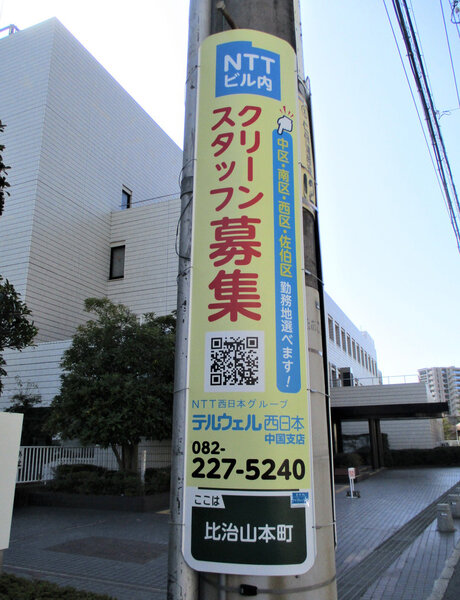 NTT
ビル内
クリーン
スタッフ募集
中区・南区・西区・佐伯区 勤務地選べます!
NTT西日本グループ
テルウェル西日本
中国支店
082-
227-5240
ここは
比治山本町